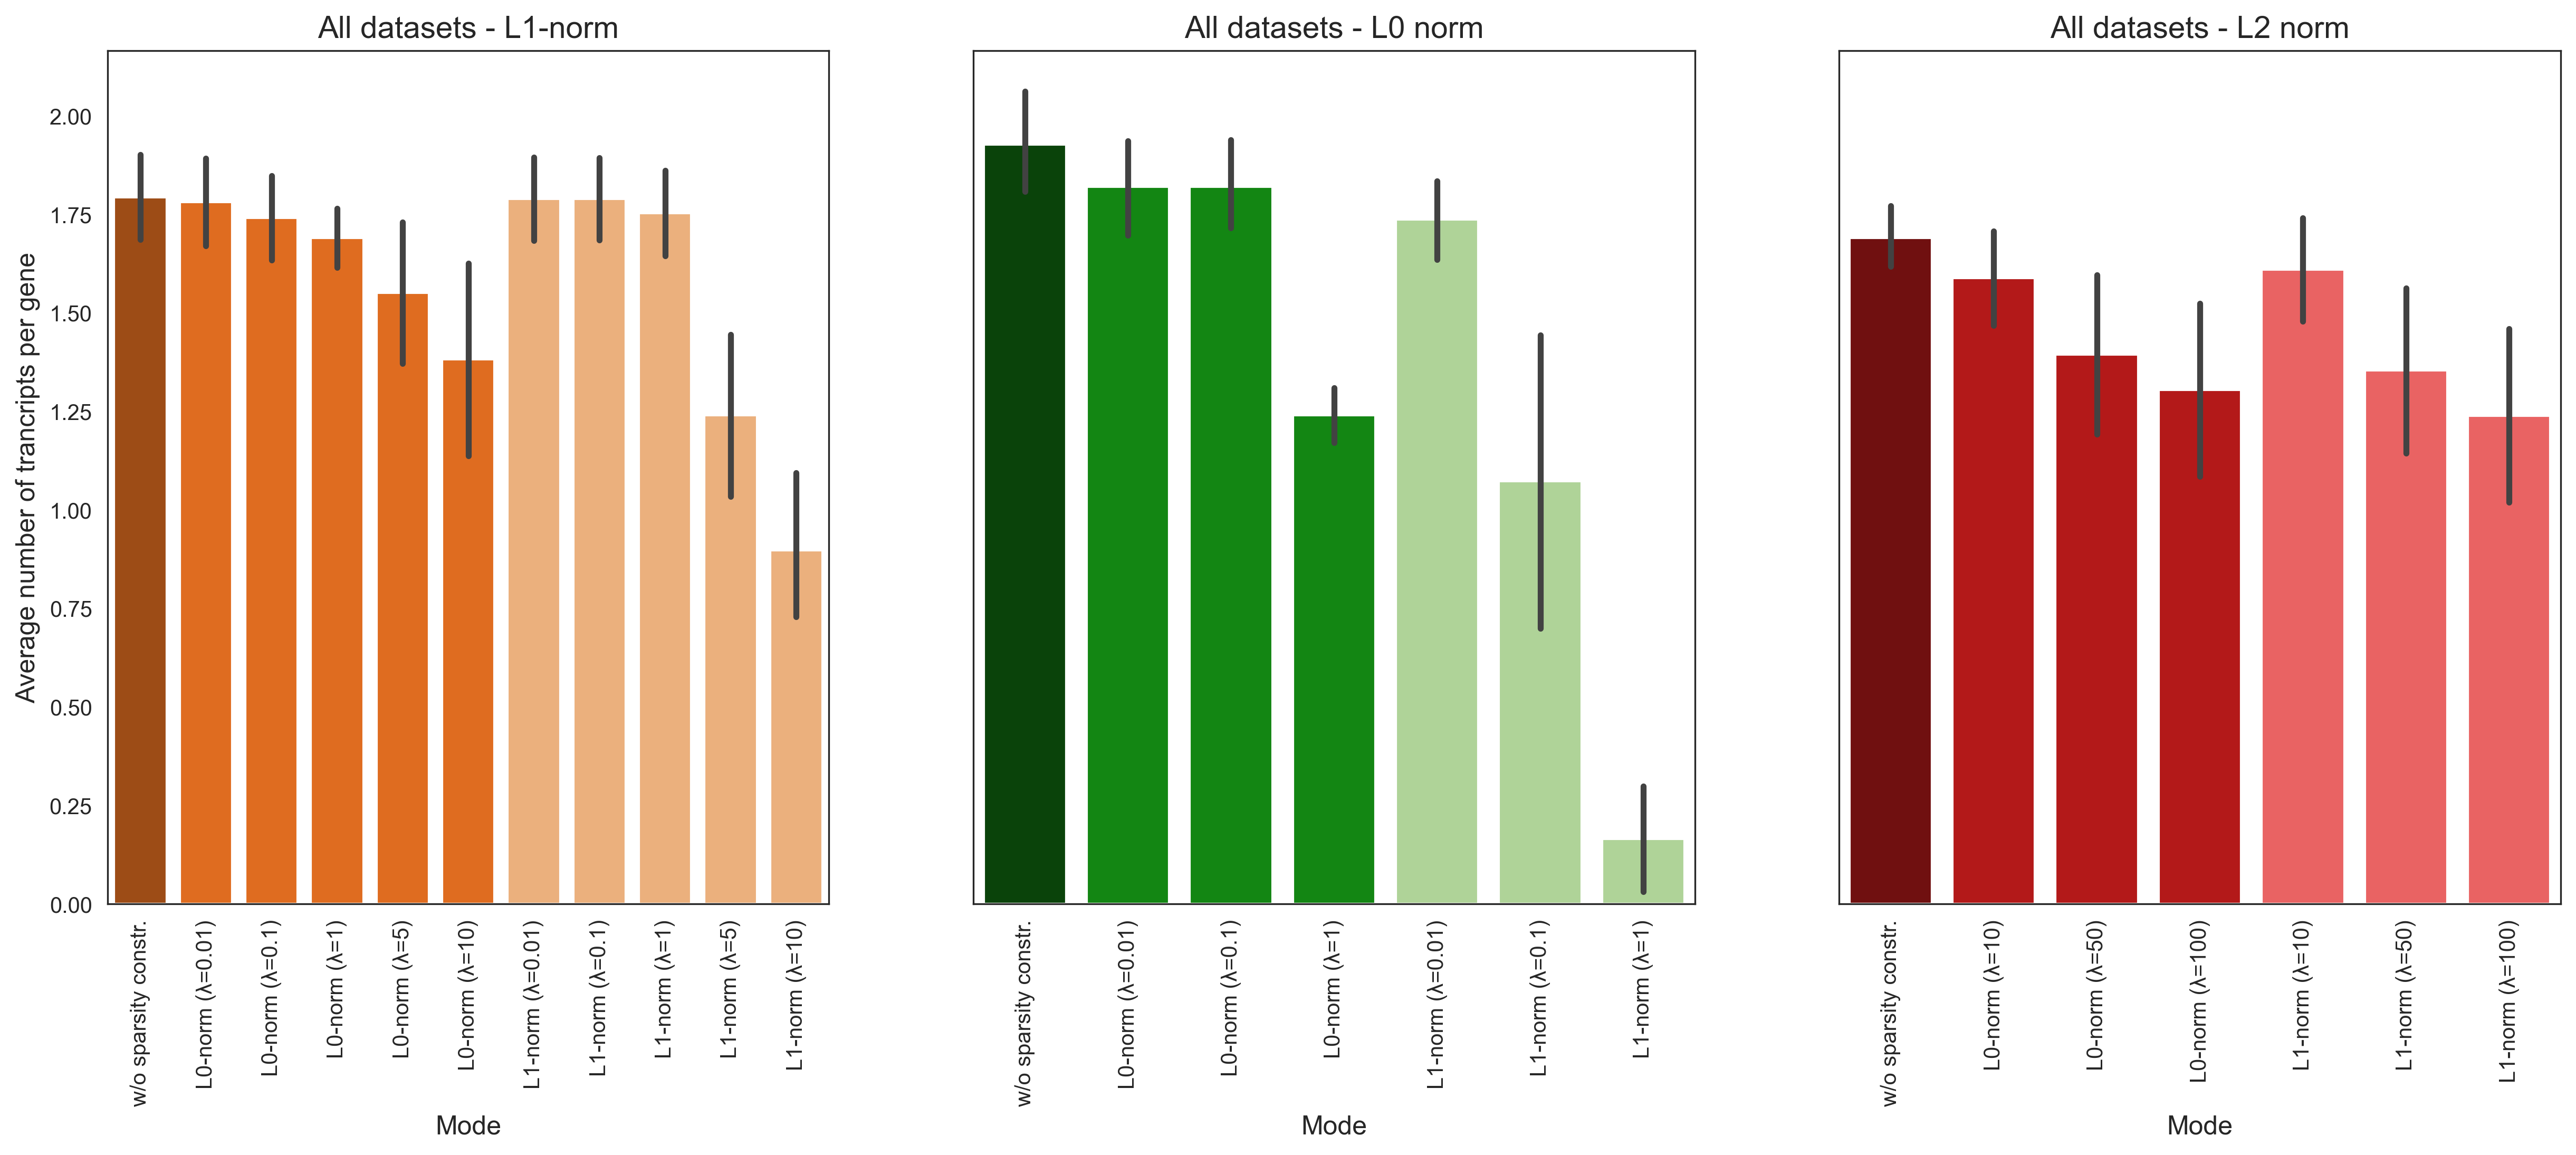 All datasets - L1-norm
All datasets - L0 norm
All datasets - L2 norm
Average number of trancripts per gene
2.00
1.75
1.50
1.25
1.00
0.75
0.50
0.25
0.00
w/o sparsity constr.
L0-norm (λ=0.01)
L0-norm (λ=0.1)
L0-norm (λ=1)
L0-norm (λ=5)
L0-norm (λ=10)
L1-norm (λ=0.01)
L1-norm (λ=0.1)
L1-norm (λ=1)
L1-norm (λ=5)
L1-norm (λ=10)
Mode
w/o sparsity constr.
L0-norm (λ=0.01)
L0-norm (λ=0.1)
L0-norm (λ=1)
L1-norm (λ=0.01)
L1-norm (λ=0.1)
L1-norm (λ=1)
Mode
w/o sparsity constr.
L0-norm (λ=10)
L0-norm (λ=50)
L0-norm (λ=100)
L1-norm (λ=10)
L1-norm (λ=50)
L1-norm (λ=100)
Mode